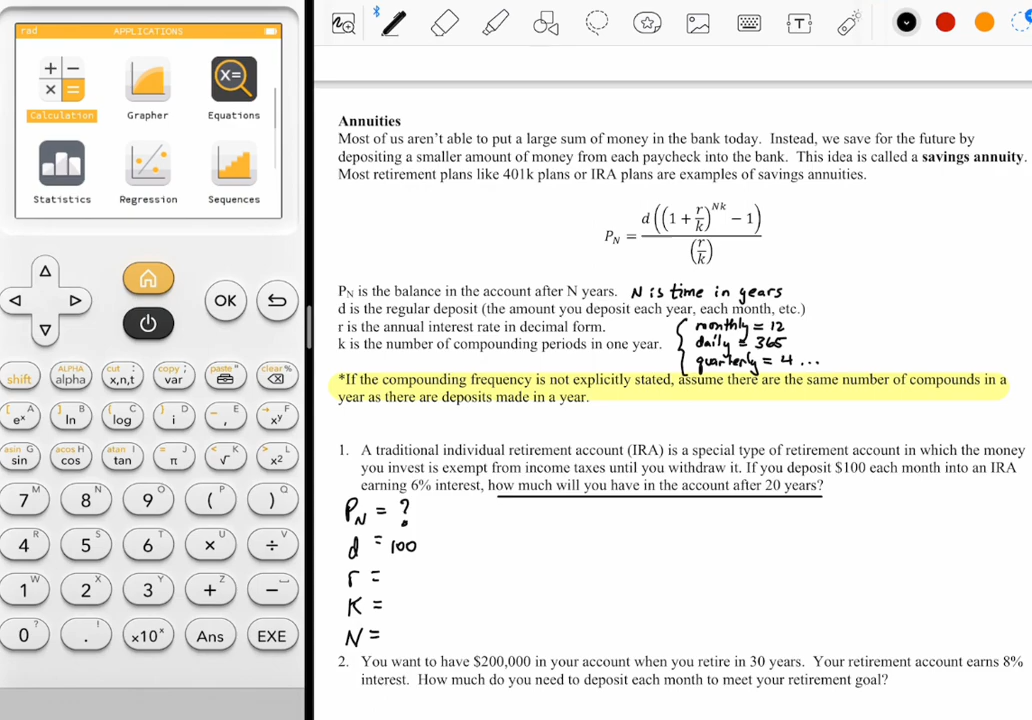 rad APPLICATIONS
+ − × =
X=
Calculation Grapher Equations
Statistics Regression Sequences
OK
shift
ALPHA cut : copy ; paste " clear %
alpha x,n,t var
[ A ] B { C } D _ E → F
eˣ ln log i , xʸ
asin G acos H atan I = J < K > L
sin cos tan π √ x²
M N O P Q
7 8 9 ( )
R S T U V
4 5 6 × ÷
W X Y Z
1 2 3 + −
? !
0 . ×10ˣ Ans EXE
T
Annuities
Most of us aren't able to put a large sum of money in the bank today. Instead, we save for the future by
depositing a smaller amount of money from each paycheck into the bank. This idea is called a savings annuity.
Most retirement plans like 401k plans or IRA plans are examples of savings annuities.
P_N = d((1 + r/k)^{Nk} − 1) / (r/k)
P_N is the balance in the account after N years. N is time in years
d is the regular deposit (the amount you deposit each year, each month, etc.)
r is the annual interest rate in decimal form. { monthly = 12
k is the number of compounding periods in one year. daily = 365
quarterly = 4 ...
*If the compounding frequency is not explicitly stated, assume there are the same number of compounds in a
year as there are deposits made in a year.
1. A traditional individual retirement account (IRA) is a special type of retirement account in which the money
you invest is exempt from income taxes until you withdraw it. If you deposit $100 each month into an IRA
earning 6% interest, how much will you have in the account after 20 years?
P_N = ?
d = 100
r =
K =
N =
2. You want to have $200,000 in your account when you retire in 30 years. Your retirement account earns 8%
interest. How much do you need to deposit each month to meet your retirement goal?